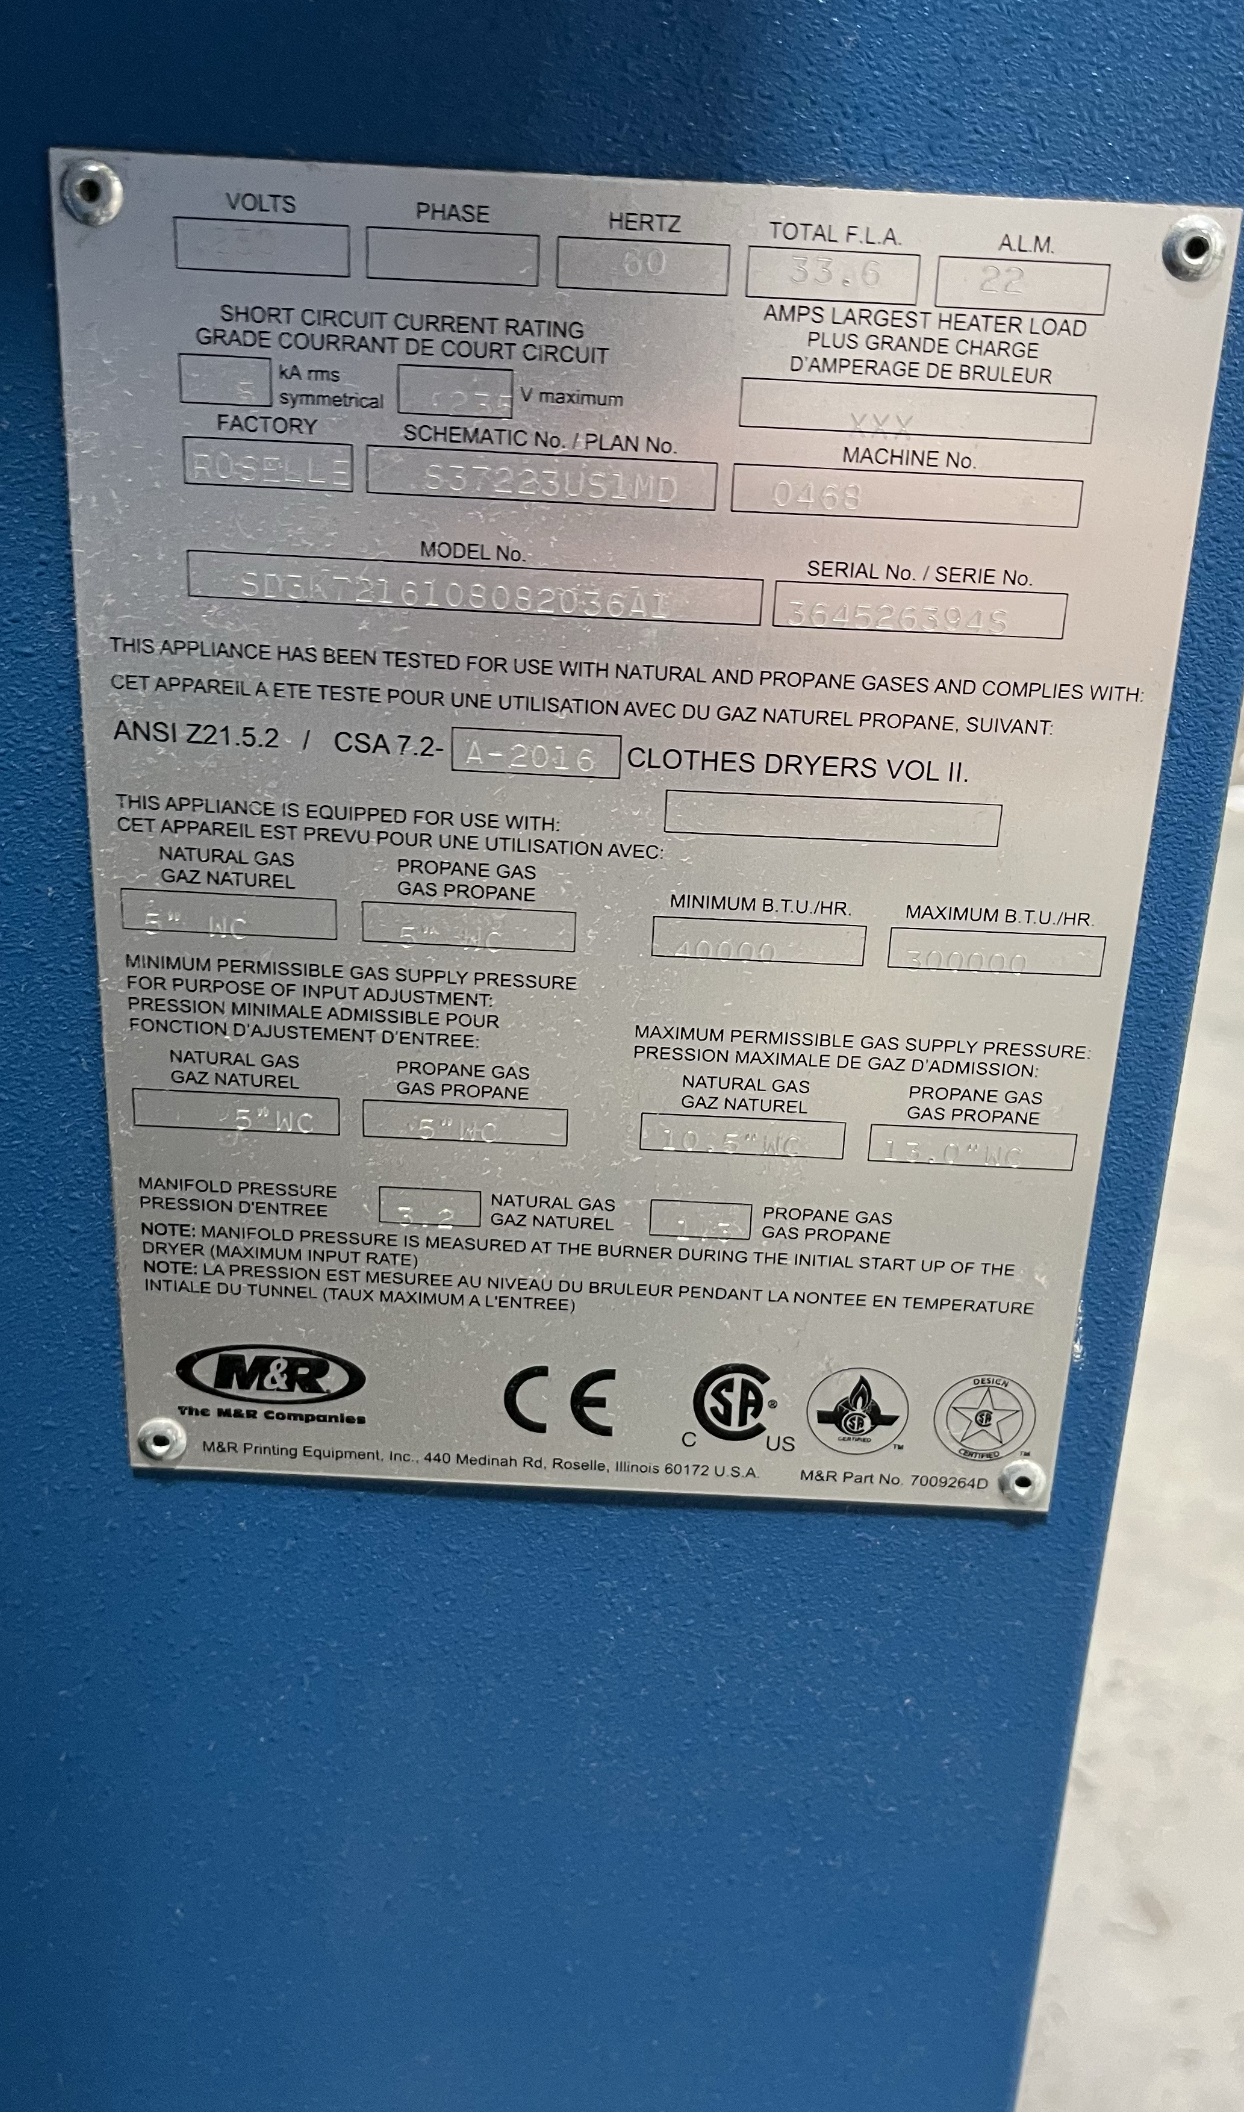 VOLTS PHASE HERTZ TOTAL F.L.A. A.L.M.
60 33.6 22
SHORT CIRCUIT CURRENT RATING
GRADE COURRANT DE COURT CIRCUIT
5 kA rms
symmetrical
V maximum
AMPS LARGEST HEATER LOAD
PLUS GRANDE CHARGE
D'AMPERAGE DE BRULEUR
XXX
FACTORY SCHEMATIC No. / PLAN No. MACHINE No.
ROSELLE S37223US1MD 0468
MODEL No. SERIAL No. / SERIE No.
SD3K7216108082036A1 364526394S
THIS APPLIANCE HAS BEEN TESTED FOR USE WITH NATURAL AND PROPANE GASES AND COMPLIES WITH:
CET APPAREIL A ETE TESTE POUR UNE UTILISATION AVEC DU GAZ NATUREL PROPANE, SUIVANT:
ANSI Z21.5.2 / CSA 7.2- A-2016 CLOTHES DRYERS VOL II.
THIS APPLIANCE IS EQUIPPED FOR USE WITH:
CET APPAREIL EST PREVU POUR UNE UTILISATION AVEC:
NATURAL GAS
GAZ NATUREL
5" WC
PROPANE GAS
GAS PROPANE
5" WC
MINIMUM B.T.U./HR. MAXIMUM B.T.U./HR.
40000 300000
MINIMUM PERMISSIBLE GAS SUPPLY PRESSURE
FOR PURPOSE OF INPUT ADJUSTMENT:
PRESSION MINIMALE ADMISSIBLE POUR
FONCTION D'AJUSTEMENT D'ENTREE:
NATURAL GAS
GAZ NATUREL
5"WC
PROPANE GAS
GAS PROPANE
5"WC
MAXIMUM PERMISSIBLE GAS SUPPLY PRESSURE:
PRESSION MAXIMALE DE GAZ D'ADMISSION:
NATURAL GAS
GAZ NATUREL
10.5"WC
PROPANE GAS
GAS PROPANE
13.0"WC
MANIFOLD PRESSURE
PRESSION D'ENTREE
3.2
NATURAL GAS
GAZ NATUREL
PROPANE GAS
GAS PROPANE
NOTE: MANIFOLD PRESSURE IS MEASURED AT THE BURNER DURING THE INITIAL START UP OF THE
DRYER (MAXIMUM INPUT RATE)
NOTE: LA PRESSION EST MESUREE AU NIVEAU DU BRULEUR PENDANT LA NONTEE EN TEMPERATURE
INTIALE DU TUNNEL (TAUX MAXIMUM A L'ENTREE)
M&R
The M&R Companies
CE
C SA ® US
SA CERTIFIED ™
DESIGN SA CERTIFIED ™
M&R Printing Equipment, Inc., 440 Medinah Rd, Roselle, Illinois 60172 U.S.A. M&R Part No. 7009264D